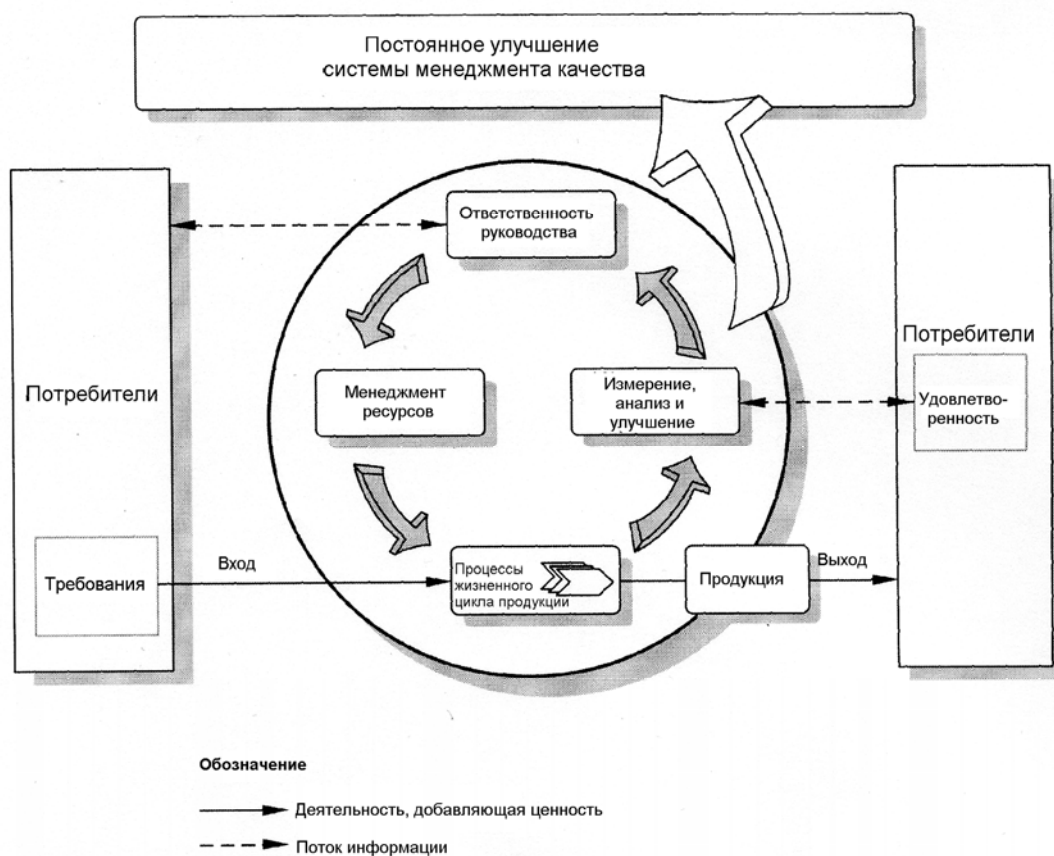 Постоянное улучшение
системы менеджмента качества
Ответственность
руководства
Потребители
Потребители
Менеджмент
ресурсов
Измерение,
анализ и
улучшение
Удовлетво-
ренность
Требования
Вход
Процессы
жизненного
цикла продукции
Продукция
Выход
Обозначение
Деятельность, добавляющая ценность
Поток информации